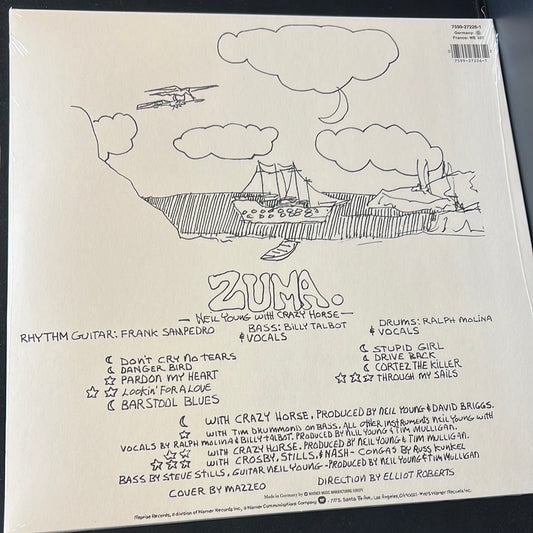 7599-27226-1
Germany:
France: WE
7599-27226-1
ZUMA.
— NEIL YOUNG WITH CRAZY HORSE —
RHYTHM GUITAR: FRANK SAMPEDRO
BASS: BILLY TALBOT
& VOCALS
DRUMS: RALPH MOLINA
& VOCALS
☾ DON'T CRY NO TEARS
☾ DANGER BIRD
☆ PARDON MY HEART
☆☆ Lookin' FOR A LOVE
☾ BARSTOOL BLUES
☾ STUPID GIRL
☾ DRIVE BACK
☾ CORTEZ THE KILLER
☆☆☆ THROUGH MY SAILS
☾ WITH CRAZY HORSE. PRODUCED BY NEIL YOUNG & DAVID BRIGGS.
☆ WITH TIM DRUMMOND ON BASS. ALL OTHER INSTRUMENTS NEIL YOUNG WITH
VOCALS BY RALPH MOLINA & BILLY TALBOT. PRODUCED BY NEIL YOUNG & TIM MULLIGAN.
☆☆ WITH CRAZY HORSE. PRODUCED BY NEIL YOUNG & TIM MULLIGAN.
☆☆☆ WITH CROSBY, STILLS, & NASH - CONGAS BY RUSS KUNKEL
BASS BY STEVE STILLS, GUITAR NEIL YOUNG - PRODUCED BY NEIL YOUNG & TIM MULLIGAN
COVER BY MAZZEO
DIRECTION BY ELLIOT ROBERTS
Made in Germany by WARNER MUSIC MANUFACTURING EUROPE
Reprise Records, a division of Warner Records Inc., a Warner Communications Company